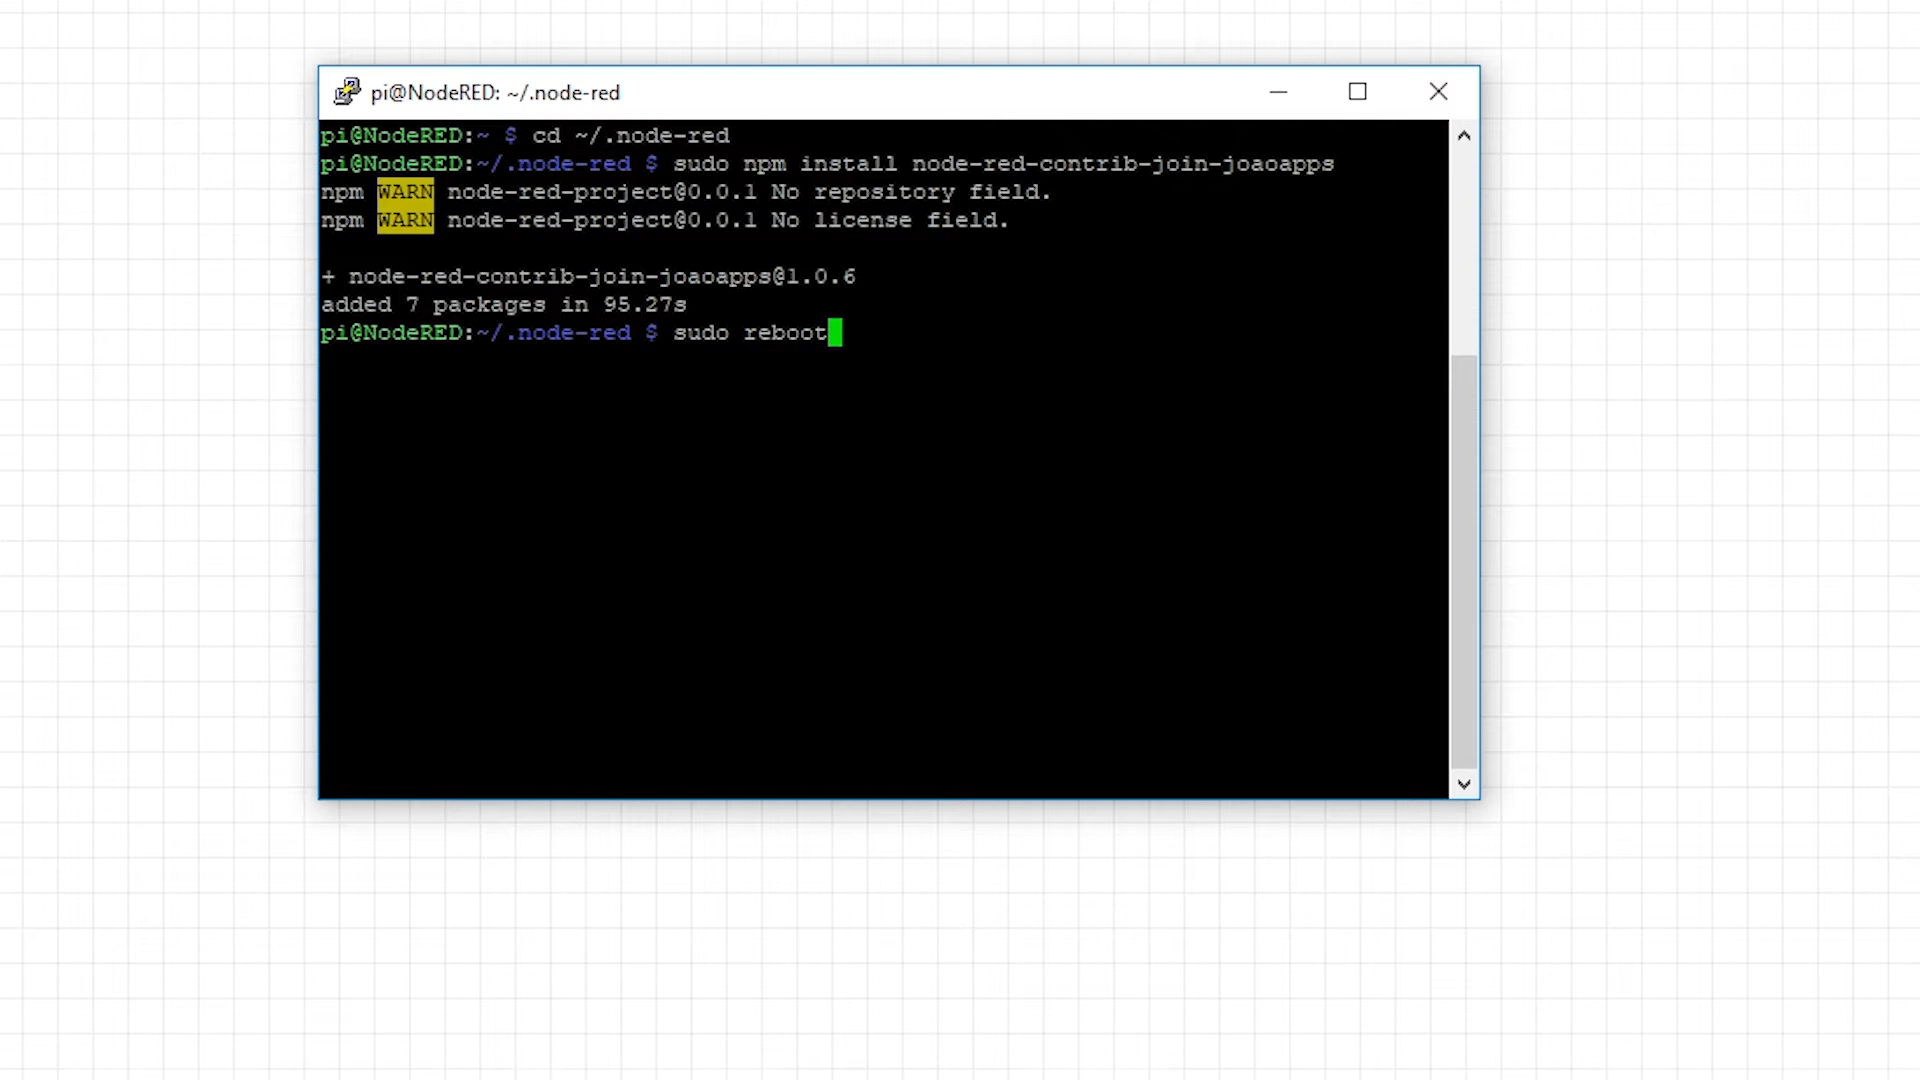 pi@NodeRED: ~/.node-red
pi@NodeRED:~ $ cd ~/.node-red
pi@NodeRED:~/.node-red $ sudo npm install node-red-contrib-join-joaoapps
npm WARN node-red-project@0.0.1 No repository field.
npm WARN node-red-project@0.0.1 No license field.
+ node-red-contrib-join-joaoapps@1.0.6
added 7 packages in 95.27s
pi@NodeRED:~/.node-red $ sudo reboot